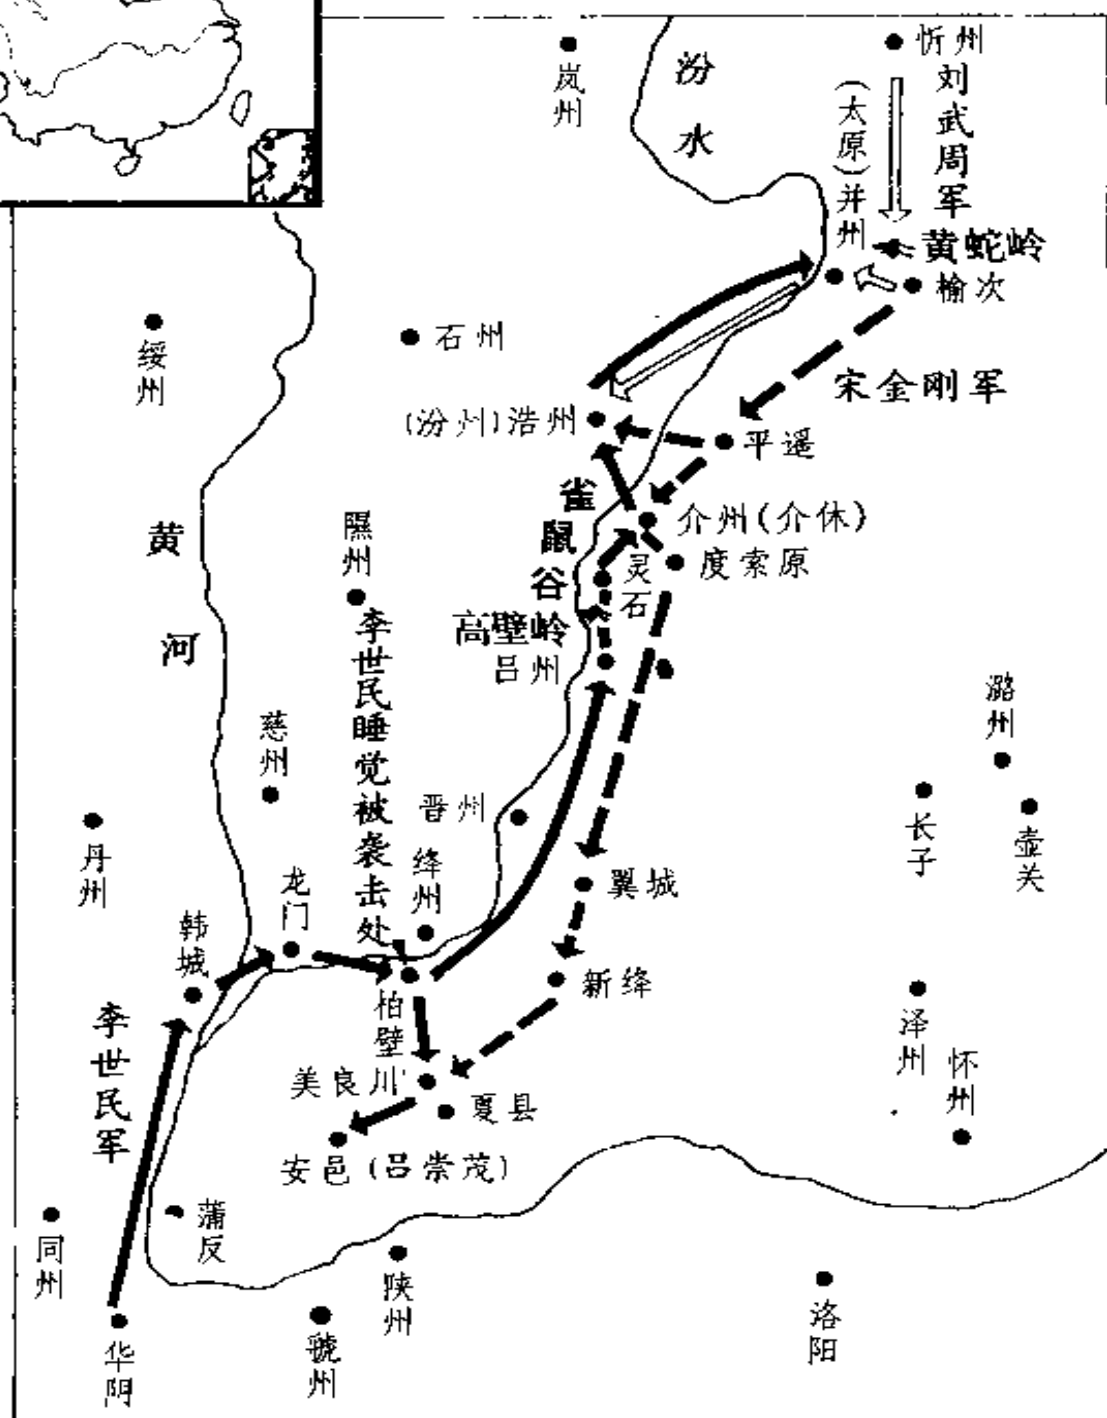 忻州
岚州
汾水
刘武周军
(太原)并州
黄蛇岭
榆次
绥州
石州
宋金刚军
(汾州)浩州
平遥
雀鼠谷
介州(介休)
黄河
隰州
灵石
度索原
高壁岭
吕州
李世民睡觉被袭击处
潞州
慈州
晋州
长子
壶关
丹州
绛州
龙门
翼城
韩城
新绛
柏壁
泽州
李世民军
怀州
美良川
夏县
安邑(吕崇茂)
蒲反
同州
陕州
洛阳
虢州
华阴